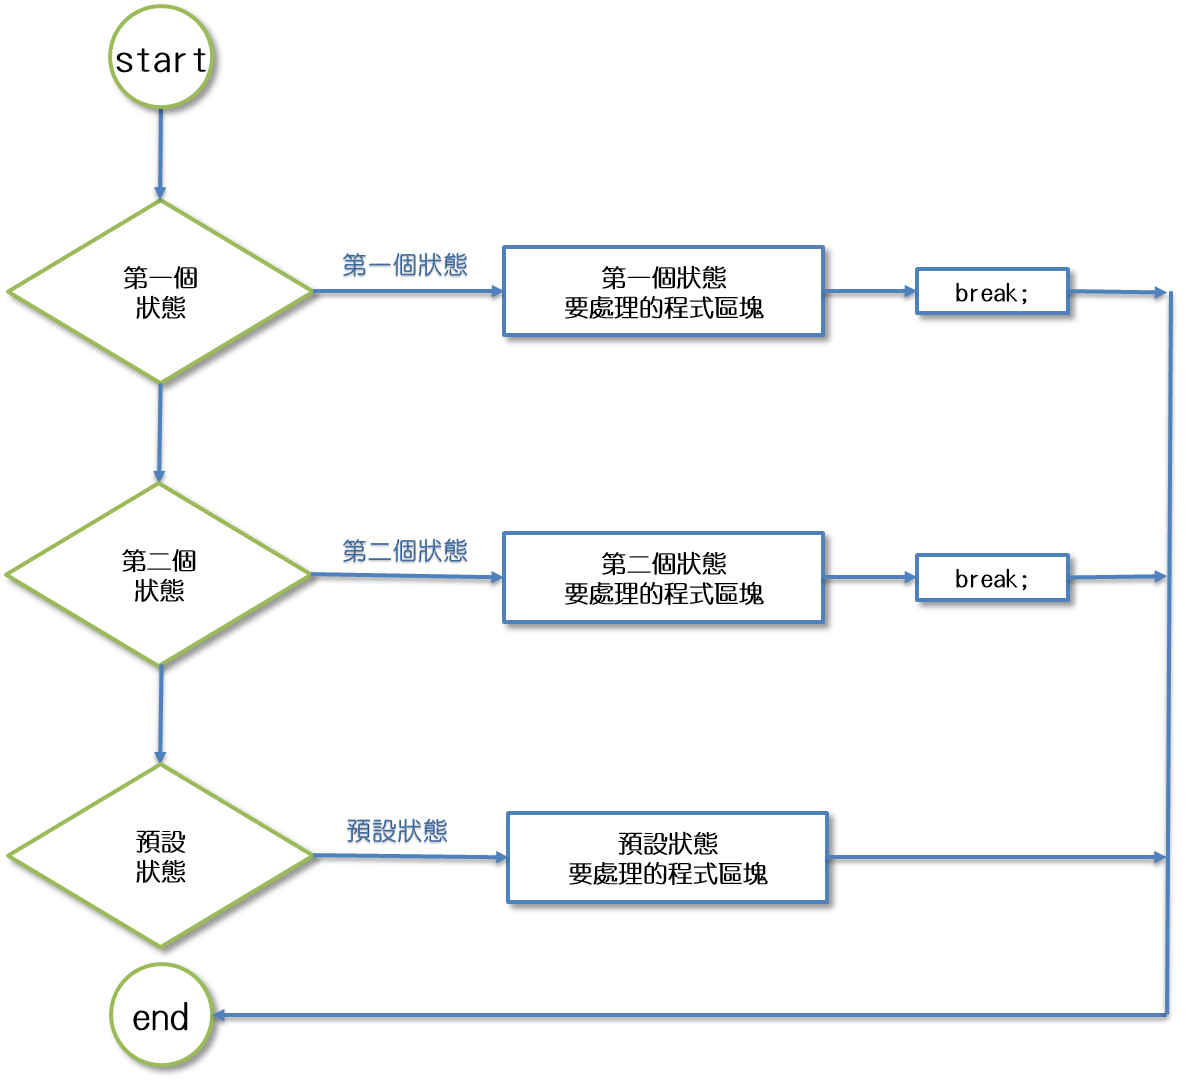 start
第一個
狀態
第一個狀態
第一個狀態
要處理的程式區塊
break;
第二個
狀態
第二個狀態
第二個狀態
要處理的程式區塊
break;
預設
狀態
預設狀態
預設狀態
要處理的程式區塊
end